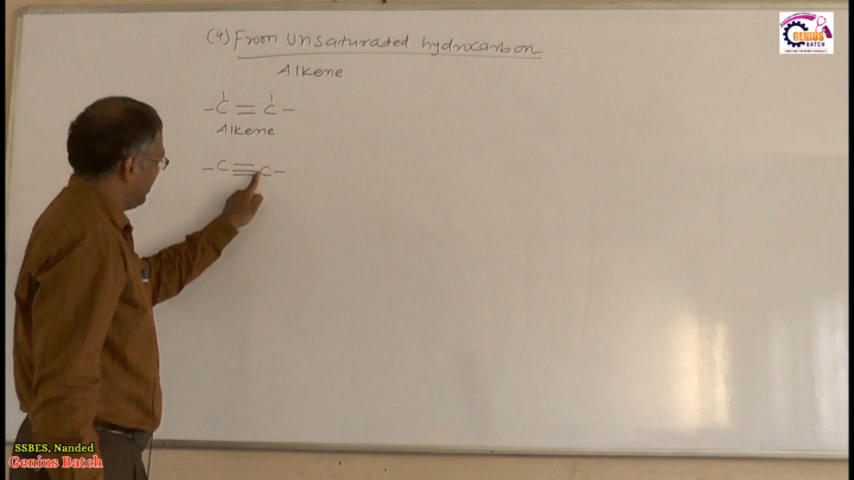 (4) From Unsaturated hydrocarbon
Alkene
-C = C-
Alkene
-C ≡ C-
GENIUS
BATCH
SSBES, Nanded
Genius Batch